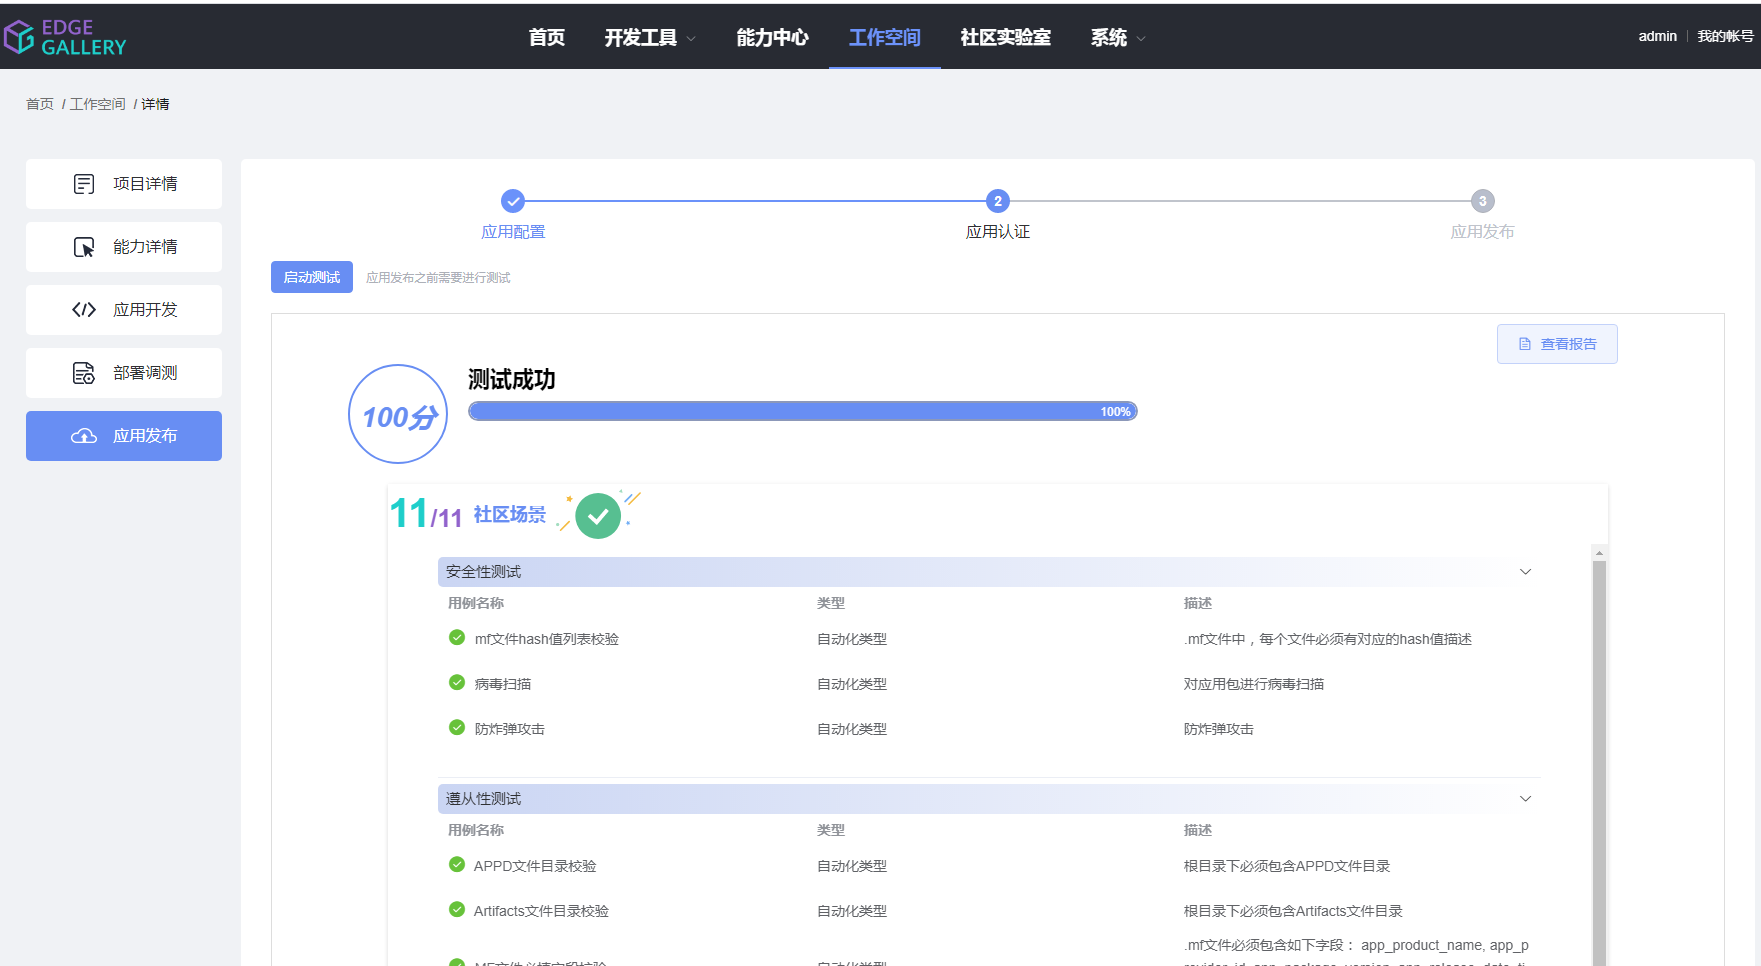 EDGE
GALLERY
首页 开发工具 能力中心 工作空间 社区实验室 系统 admin 我的帐号
首页 / 工作空间 / 详情
项目详情
能力详情
应用开发
部署调测
应用发布
2 3
应用配置 应用认证 应用发布
启动测试 应用发布之前需要进行测试
查看报告
测试成功
100分
100%
11/11 社区场景
安全性测试
用例名称 类型 描述
mf文件hash值列表校验 自动化类型 .mf文件中，每个文件必须有对应的hash值描述
病毒扫描 自动化类型 对应用包进行病毒扫描
防炸弹攻击 自动化类型 防炸弹攻击
遵从性测试
用例名称 类型 描述
APPD文件目录校验 自动化类型 根目录下必须包含APPD文件目录
Artifacts文件目录校验 自动化类型 根目录下必须包含Artifacts文件目录
.mf文件必须包含如下字段： app_product_name, app_p